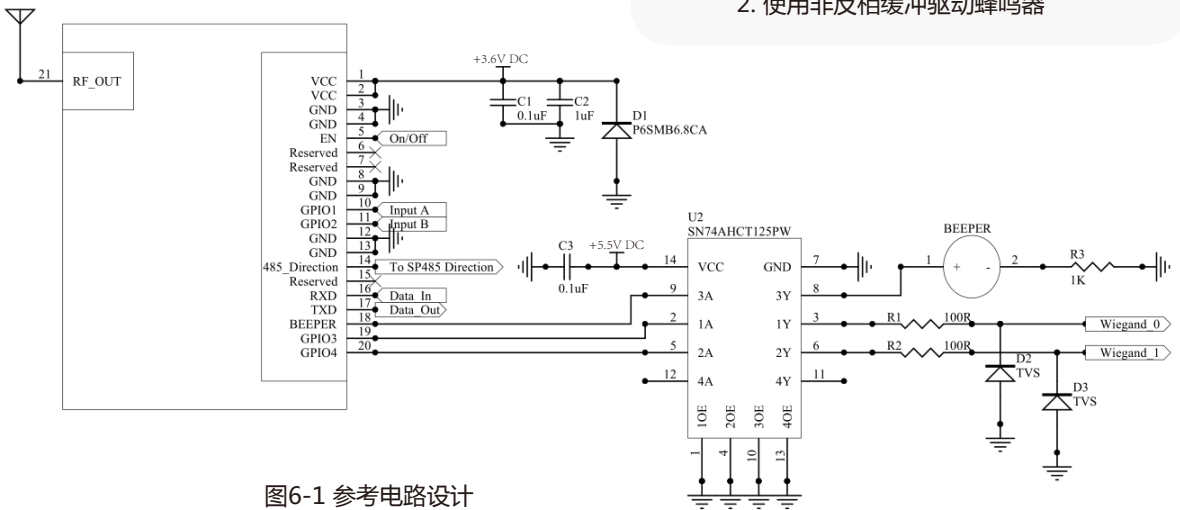 2. 使用非反相缓冲驱动蜂鸣器
21 RF_OUT
VCC 1
VCC 2
GND 3
GND 4
EN 5 On/Off
Reserved 6
Reserved 7
GND 8
GND 9
GPIO1 10 Input A
GPIO2 11 Input B
GND 12
GND 13
485_Direction 14 To SP485 Direction
Reserved 15
RXD 16 Data_In
TXD 17 Data_Out
BEEPER 18
GPIO3 19
GPIO4 20
+3.6V DC
C1
0.1uF
C2
1uF
D1
P6SMB6.8CA
C3
0.1uF
+5.5V DC
U2
SN74AHCT125PW
14 VCC GND 7
9 3A 3Y 8
2 1A 1Y 3
5 2A 2Y 6
12 4A 4Y 11
1OE 2OE 3OE 4OE
1 4 10 13
BEEPER
1 + - 2
R3
1K
R1 100R
Wiegand_0
R2 100R
Wiegand_1
D2
TVS
D3
TVS
图6-1 参考电路设计